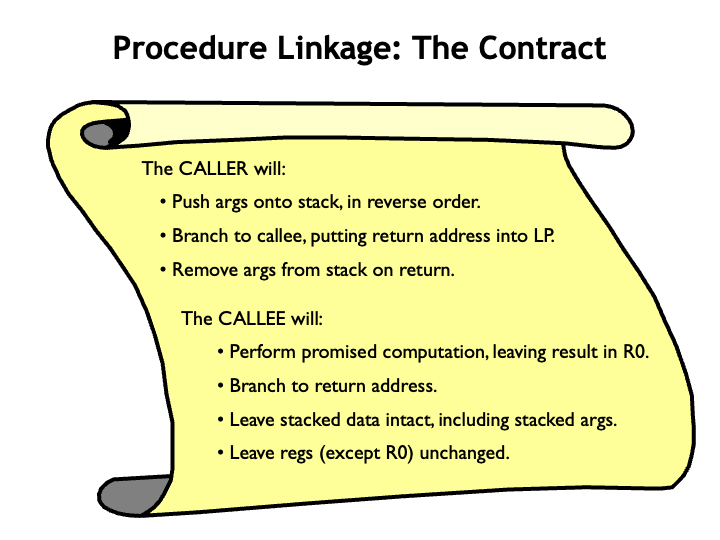 Procedure Linkage: The Contract
The CALLER will:
• Push args onto stack, in reverse order.
• Branch to callee, putting return address into LP.
• Remove args from stack on return.
The CALLEE will:
• Perform promised computation, leaving result in R0.
• Branch to return address.
• Leave stacked data intact, including stacked args.
• Leave regs (except R0) unchanged.